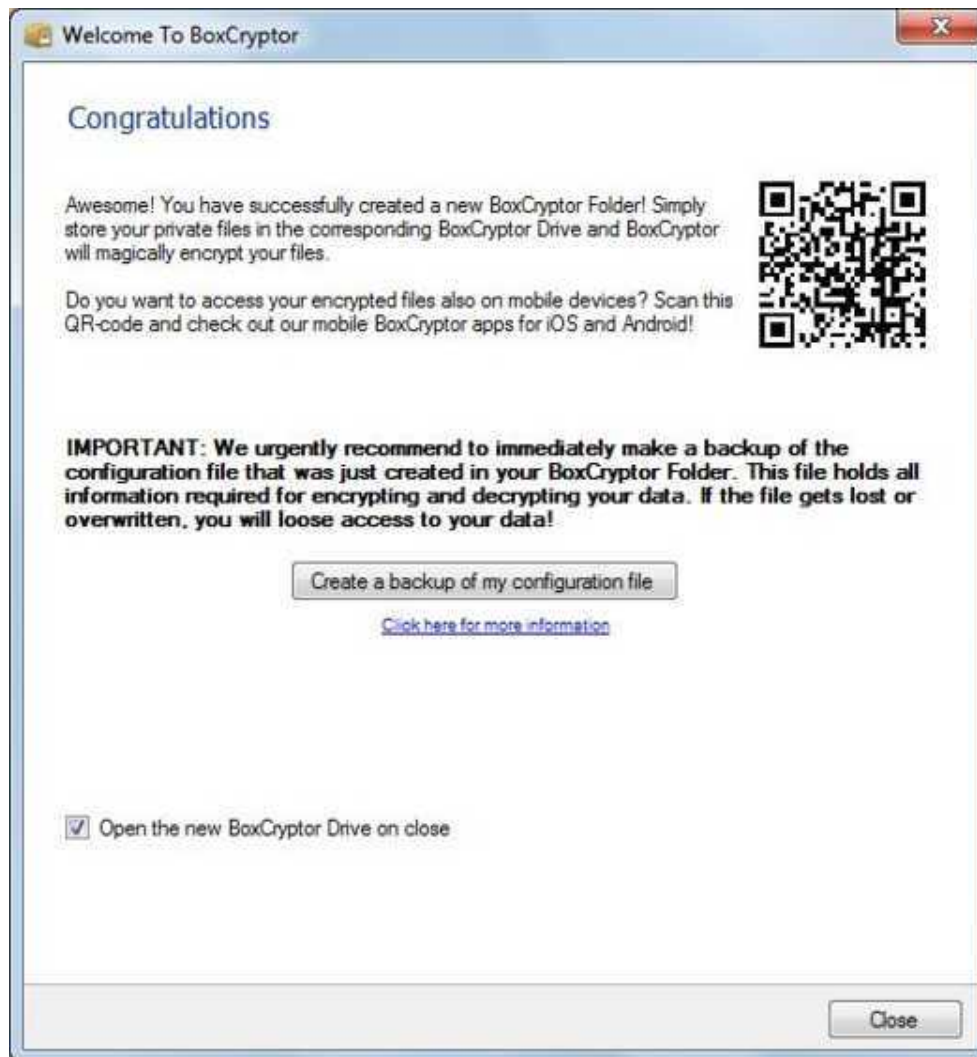 Welcome To BoxCryptor
Congratulations
Awesome! You have successfully created a new BoxCryptor Folder! Simply
store your private files in the corresponding BoxCryptor Drive and BoxCryptor
will magically encrypt your files.
Do you want to access your encrypted files also on mobile devices? Scan this
QR-code and check out our mobile BoxCryptor apps for iOS and Android!
IMPORTANT: We urgently recommend to immediately make a backup of the
configuration file that was just created in your BoxCryptor Folder. This file holds all
information required for encrypting and decrypting your data. If the file gets lost or
overwritten, you will loose access to your data!
Create a backup of my configuration file
Click here for more information
Open the new BoxCryptor Drive on close
Close